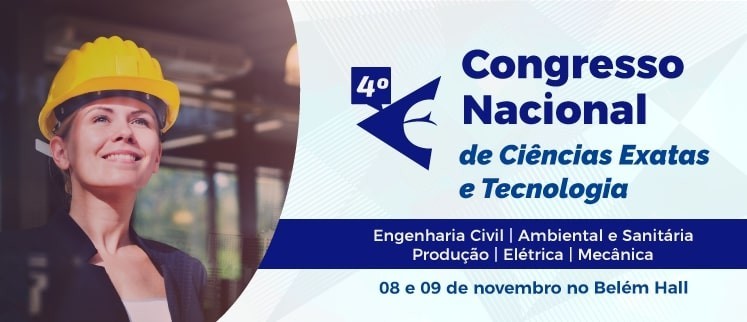 4º
Congresso
Nacional
de Ciências Exatas
e Tecnologia
Engenharia Civil | Ambiental e Sanitária
Produção | Elétrica | Mecânica
08 e 09 de novembro no Belém Hall